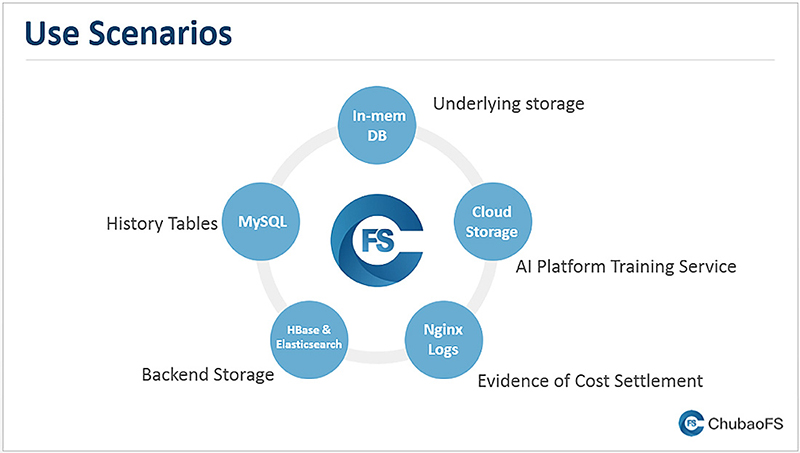 Use Scenarios
In-mem
DB
Underlying storage
History Tables
MySQL
FS
Cloud
Storage
AI Platform Training Service
HBase &
Elasticsearch
Nginx
Logs
Backend Storage
Evidence of Cost Settlement
FS
ChubaoFS